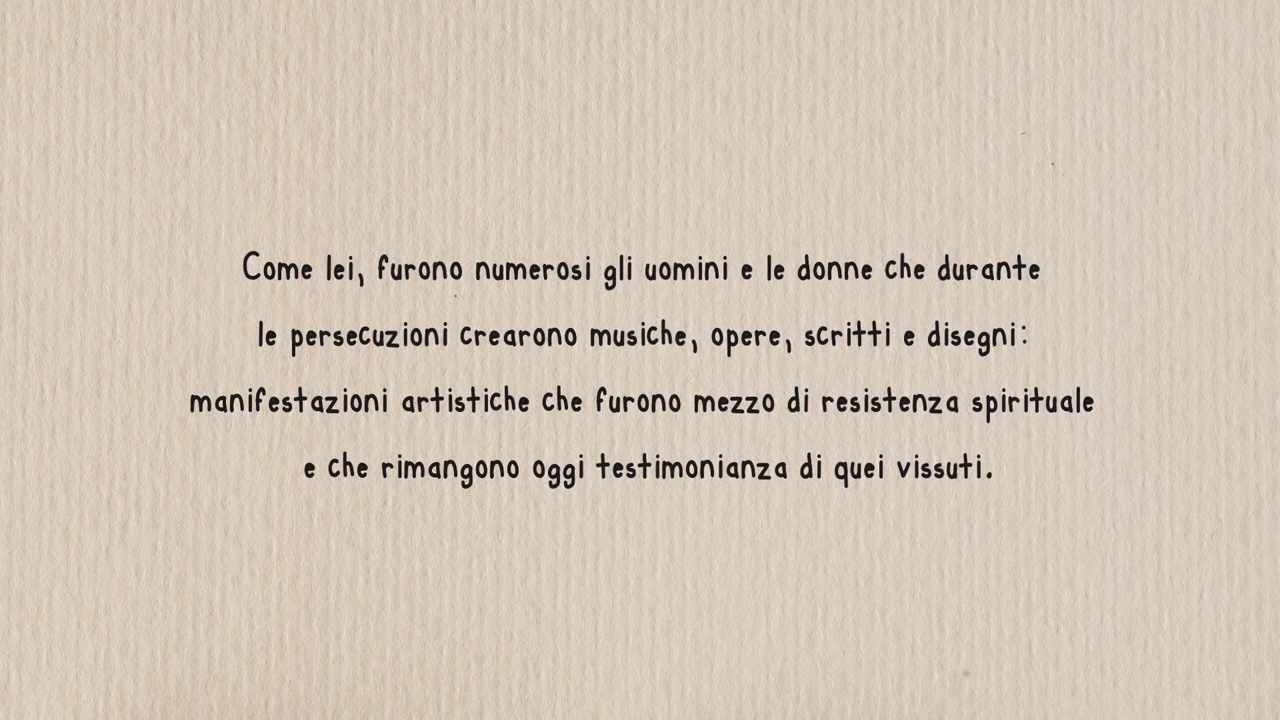 Come lei, furono numerosi gli uomini e le donne che durante
le persecuzioni crearono musiche, opere, scritti e disegni:
manifestazioni artistiche che furono mezzo di resistenza spirituale
e che rimangono oggi testimonianza di quei vissuti.